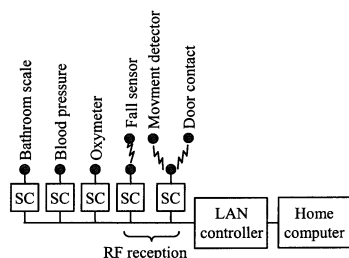 Bathroom scale
Blood pressure
Oxymeter
Fall sensor
Movment detector
Door contact
SC
SC
SC
SC
SC
LAN
controller
Home
computer
RF reception